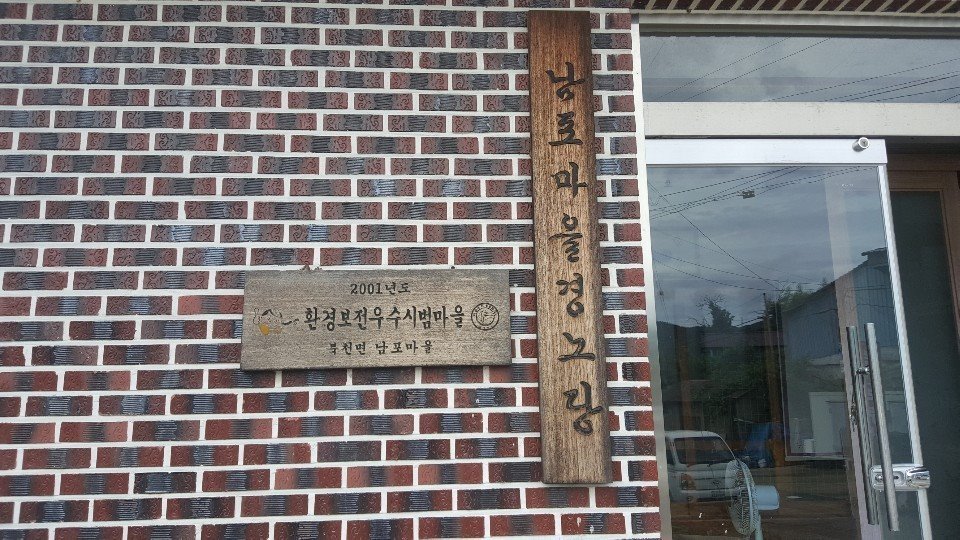 2001년도
환경보전우수시범마을
북천면 남포마을
남포마을경노당